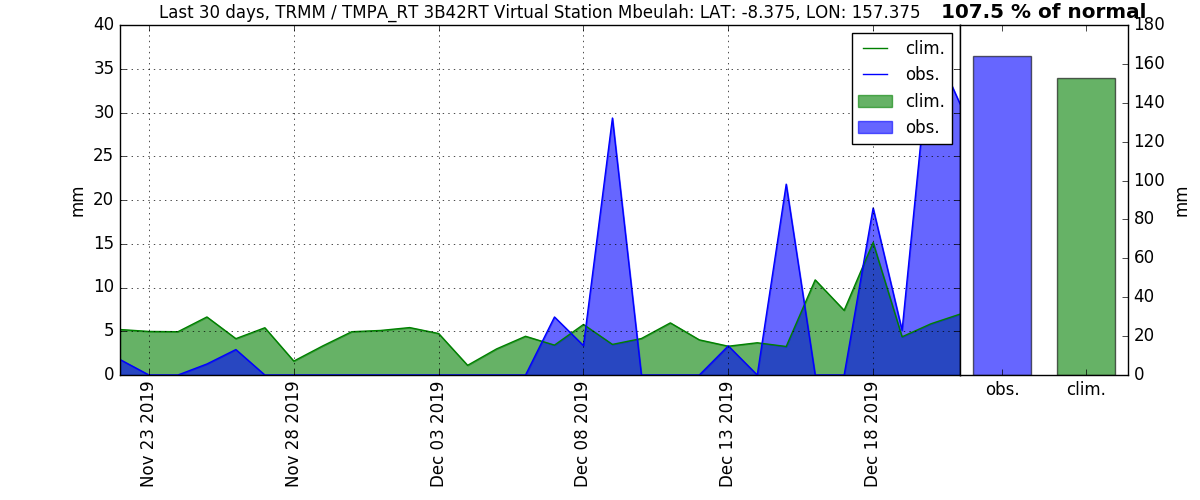 Last 30 days, TRMM / TMPA_RT 3B42RT Virtual Station Mbeulah: LAT: -8.375, LON: 157.375
107.5 % of normal
40
35
30
25
20
15
10
5
0
mm
clim.
obs.
clim.
obs.
Nov 23 2019
Nov 28 2019
Dec 03 2019
Dec 08 2019
Dec 13 2019
Dec 18 2019
180
160
140
120
100
80
60
40
20
0
mm
obs.
clim.